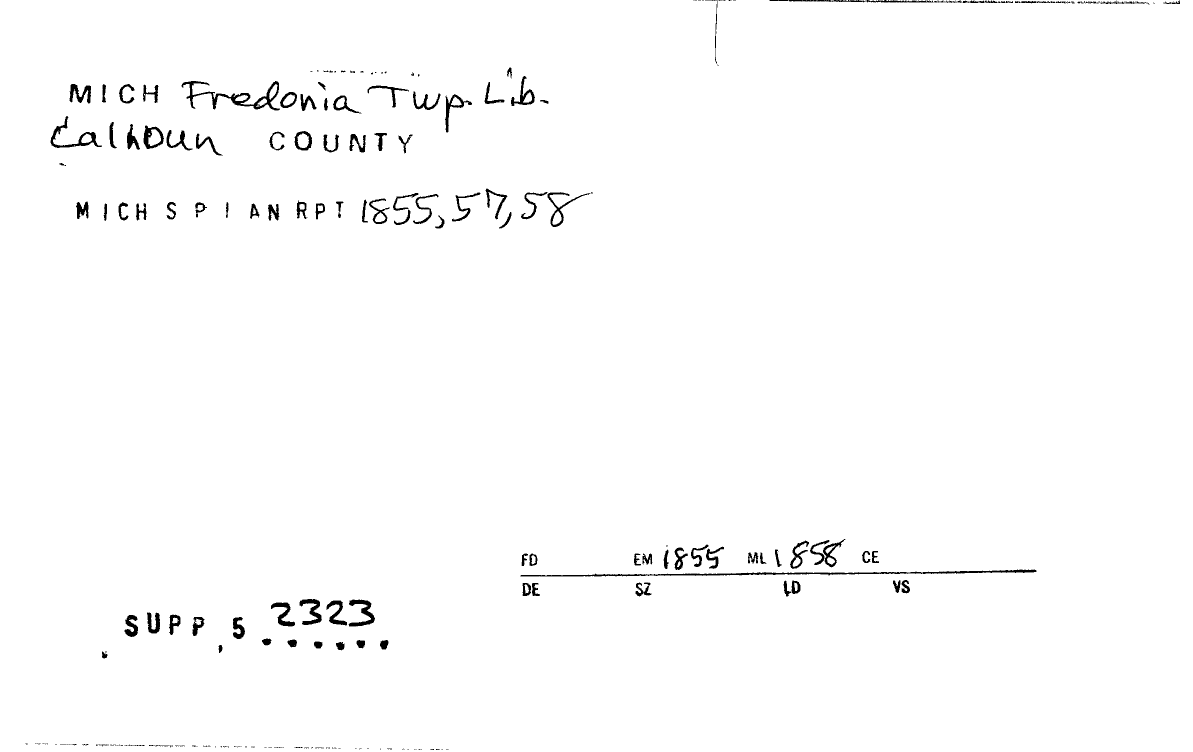 MICH Fredonia Twp. Lib.
Calhoun COUNTY
MICH S P I AN RPT 1855, 57, 58
FD EM 1855 ML 1858 CE
DE SZ LD VS
SUPP, 5 2323